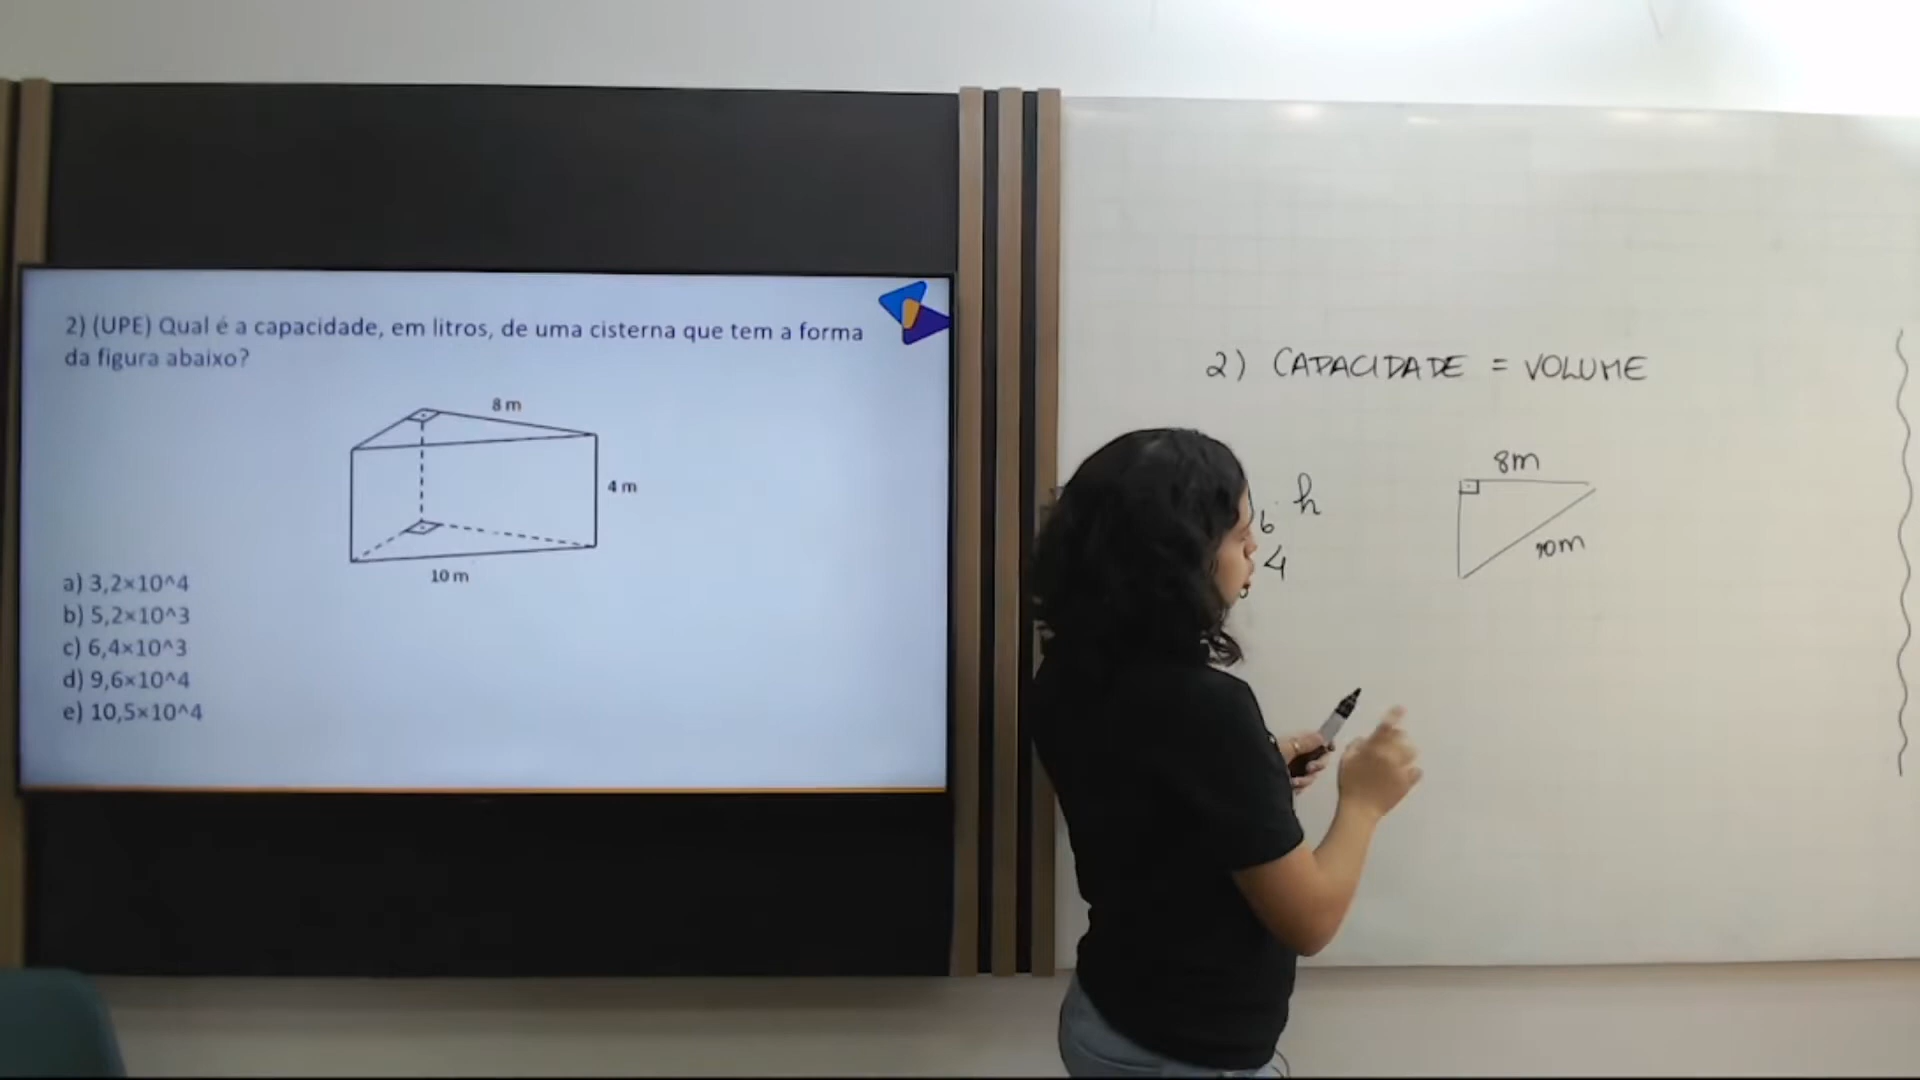 2) (UPE) Qual é a capacidade, em litros, de uma cisterna que tem a forma
da figura abaixo?
8 m
4 m
10 m
a) 3,2×10^4
b) 5,2×10^3
c) 6,4×10^3
d) 9,6×10^4
e) 10,5×10^4
2) CAPACIDADE = VOLUME
b · h
4
8m
10m